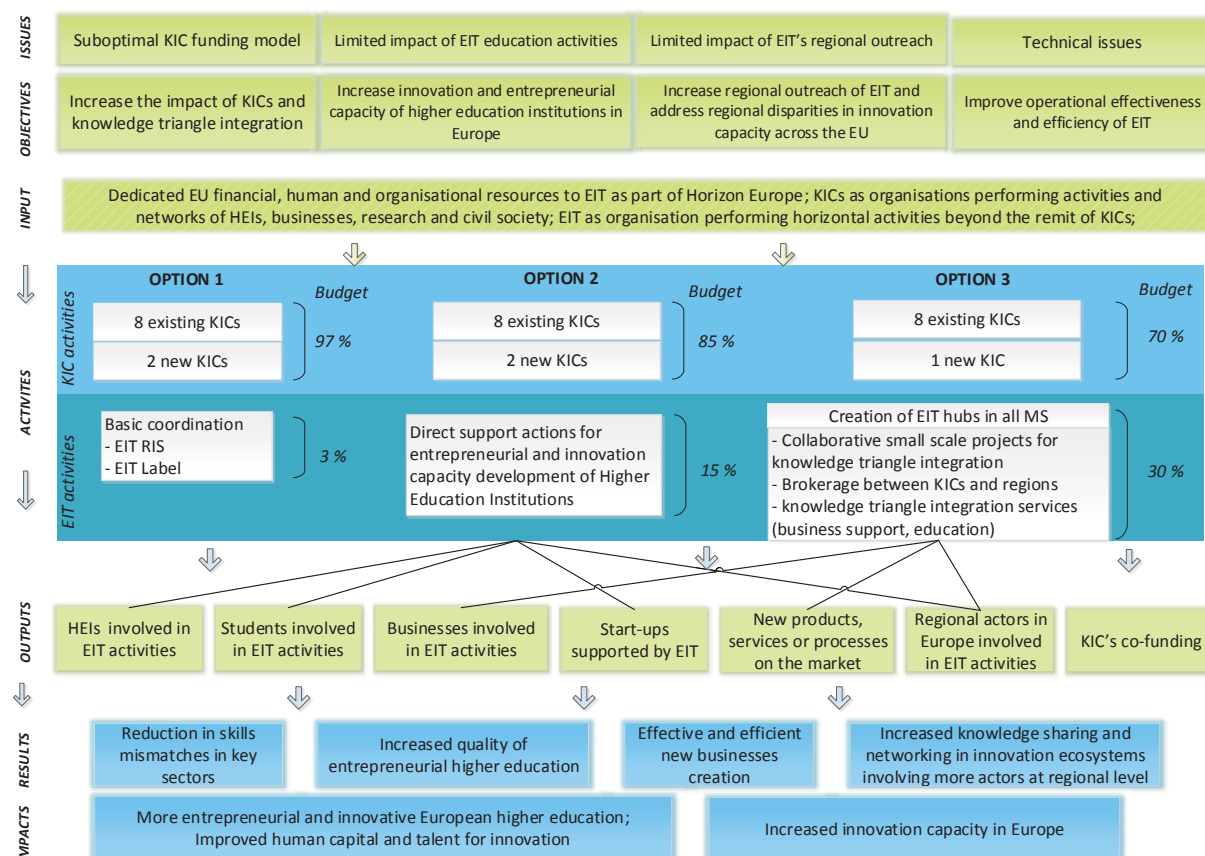 ISSUES
Suboptimal KIC funding model
Limited impact of EIT education activities
Limited impact of EIT's regional outreach
Technical issues
OBJECTIVES
Increase the impact of KICs and
knowledge triangle integration
Increase innovation and entrepreneurial
capacity of higher education institutions in
Europe
Increase regional outreach of EIT and
address regional disparities in innovation
capacity across the EU
Improve operational effectiveness
and efficiency of EIT
INPUT
Dedicated EU financial, human and organisational resources to EIT as part of Horizon Europe; KICs as organisations performing activities and
networks of HEIs, businesses, research and civil society; EIT as organisation performing horizontal activities beyond the remit of KICs;
ACTIVITES
KIC activities
OPTION 1
Budget
8 existing KICs
2 new KICs
97 %
OPTION 2
Budget
8 existing KICs
2 new KICs
85 %
OPTION 3
Budget
8 existing KICs
1 new KIC
70 %
EIT activities
Basic coordination
- EIT RIS
- EIT Label
3 %
Direct support actions for
entrepreneurial and innovation
capacity development of Higher
Education Institutions
15 %
Creation of EIT hubs in all MS
- Collaborative small scale projects for
knowledge triangle integration
- Brokerage between KICs and regions
- knowledge triangle integration services
(business support, education)
30 %
OUTPUTS
HEIs involved in
EIT activities
Students involved
in EIT activities
Businesses involved
in EIT activities
Start-ups
supported by EIT
New products,
services or processes
on the market
Regional actors in
Europe involved
in EIT activities
KIC's co-funding
RESULTS
Reduction in skills
mismatches in key
sectors
Increased quality of
entrepreneurial higher education
Effective and efficient
new businesses
creation
Increased knowledge sharing and
networking in innovation ecosystems
involving more actors at regional level
IMPACTS
More entrepreneurial and innovative European higher education;
Improved human capital and talent for innovation
Increased innovation capacity in Europe